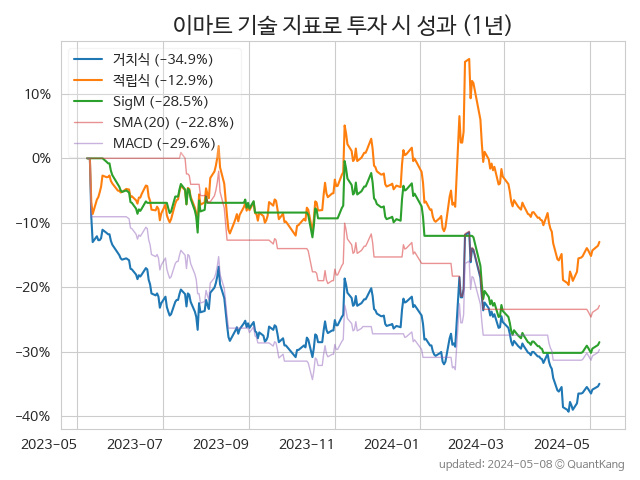 이마트 기술 지표로 투자 시 성과 (1년)
거치식 (−34.9%)
적립식 (−12.9%)
SigM (−28.5%)
SMA(20) (−22.8%)
MACD (−29.6%)
10%
0%
−10%
−20%
−30%
−40%
2023-05 2023-07 2023-09 2023-11 2024-01 2024-03 2024-05
updated: 2024-05-08 © QuantKang